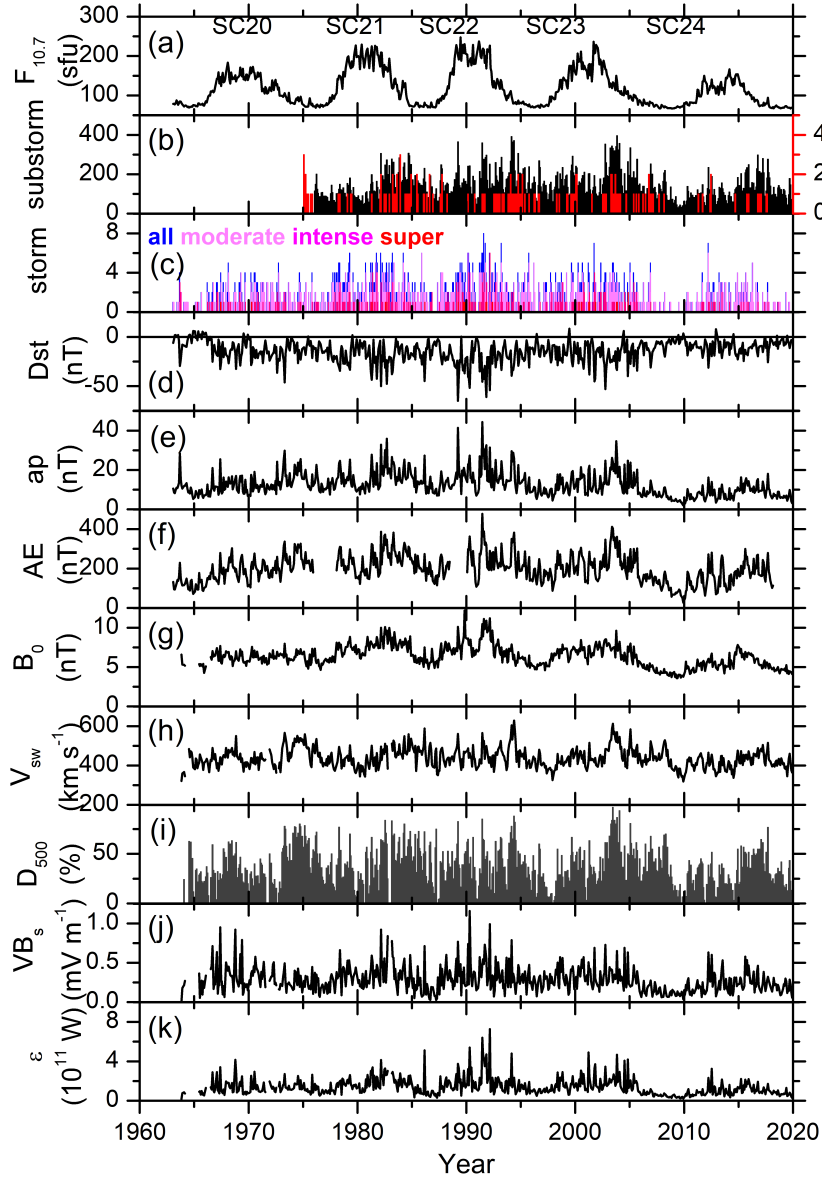 SC20 SC21 SC22 SC23 SC24
300
200
100
F10.7
(sfu)
(a)
400
200
0
substorm
(b)
4
2
0
all moderate intense super
8
4
0
storm
(c)
0
-50
Dst
(nT)
(d)
40
20
0
ap
(nT)
(e)
400
200
0
AE
(nT)
(f)
10
5
0
B0
(nT)
(g)
600
400
200
Vsw
(km s-1)
(h)
50
0
D500
(%)
(i)
1.0
0.5
0.0
VBs
(mV m-1)
(j)
8
4
0
ε
(10^11 W)
(k)
1960 1970 1980 1990 2000 2010 2020
Year